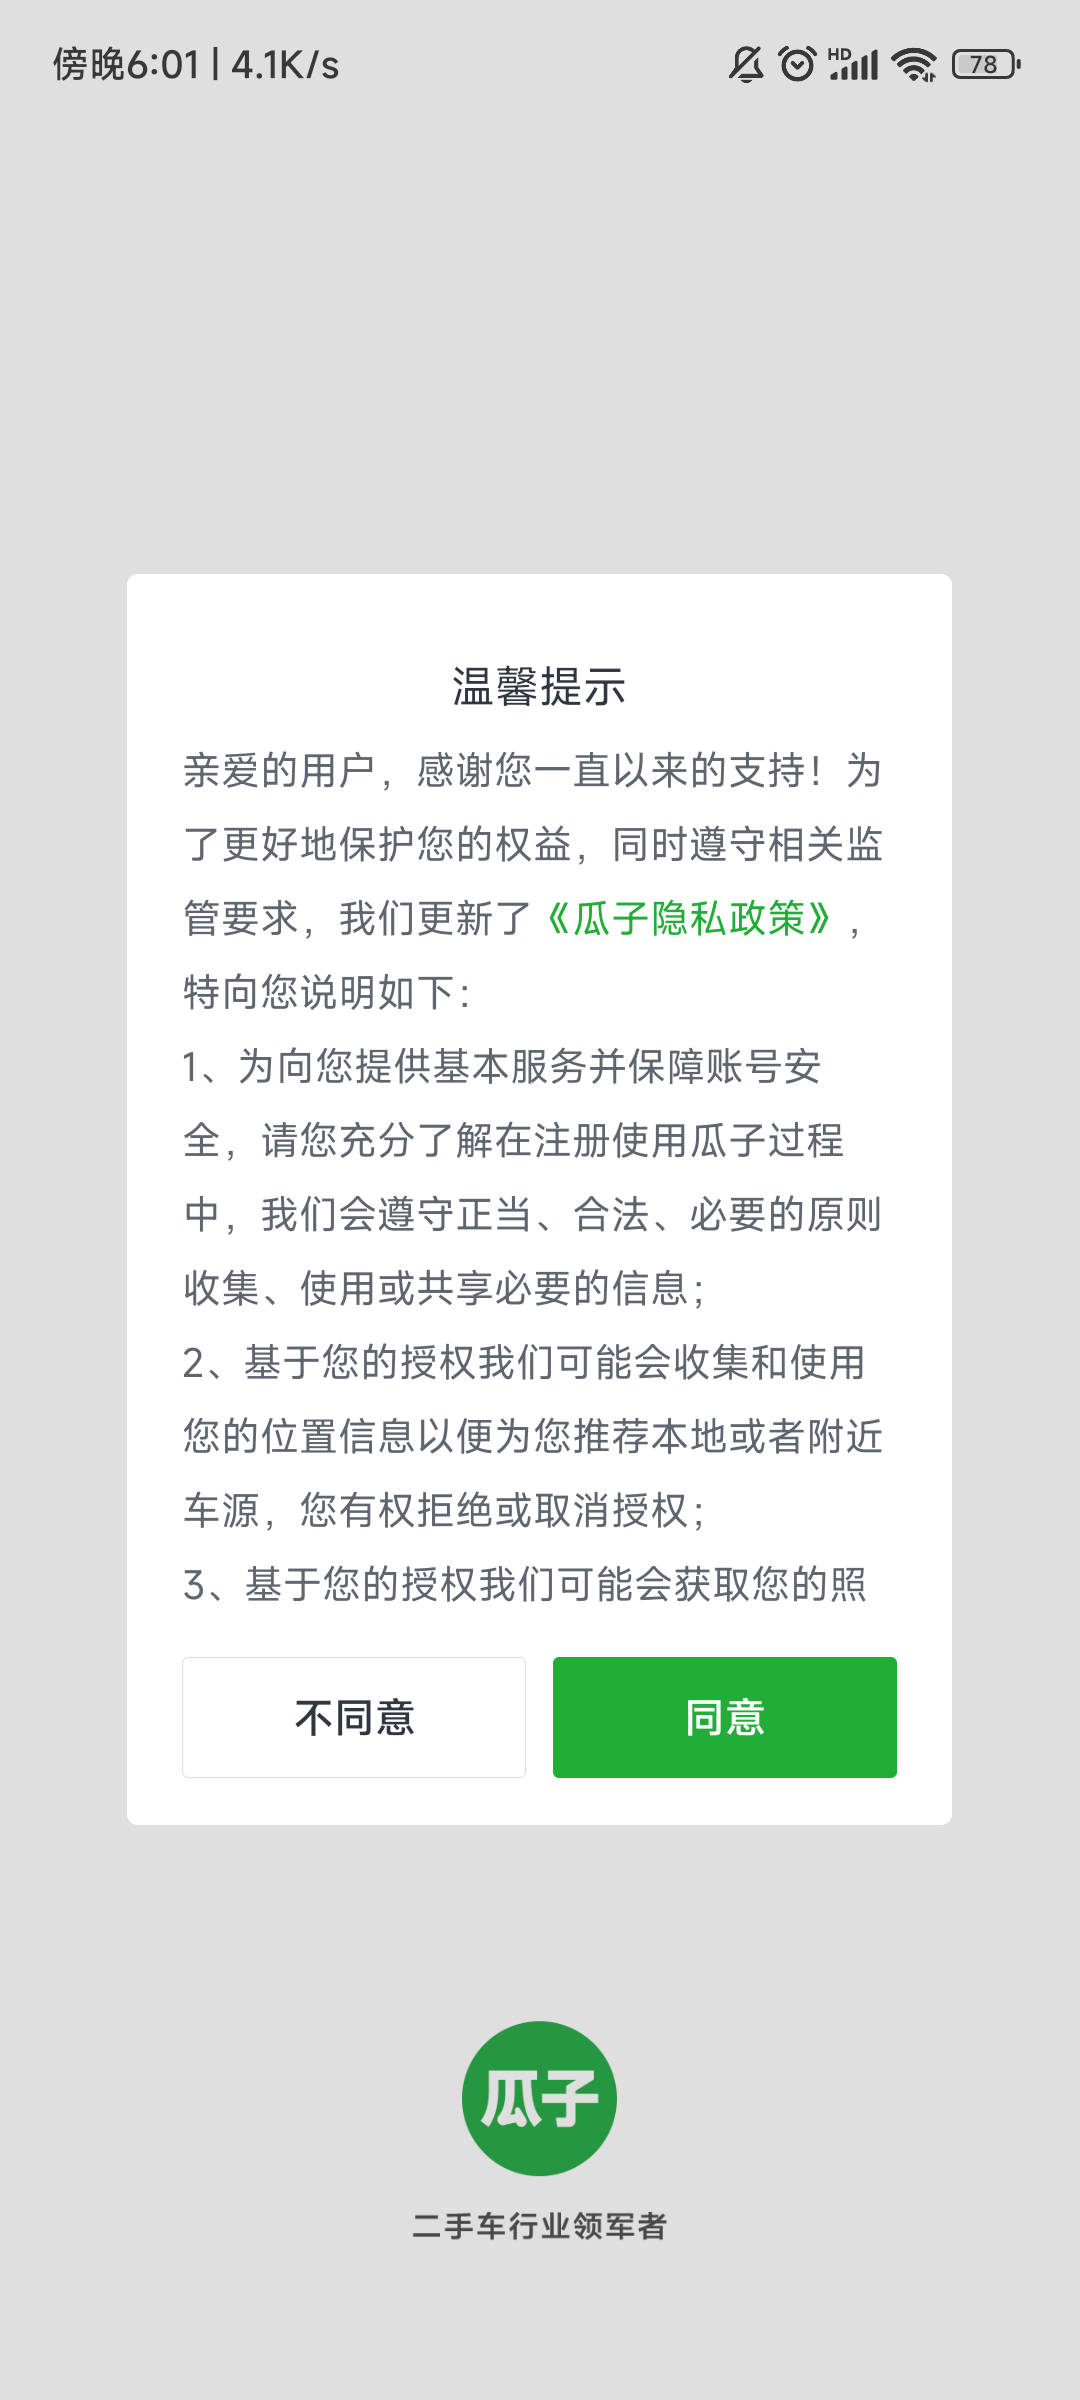 傍晚6:01 | 4.1K/s
HD
78
温馨提示
亲爱的用户，感谢您一直以来的支持！为
了更好地保护您的权益，同时遵守相关监
管要求，我们更新了《瓜子隐私政策》，
特向您说明如下：
1、为向您提供基本服务并保障账号安
全，请您充分了解在注册使用瓜子过程
中，我们会遵守正当、合法、必要的原则
收集、使用或共享必要的信息；
2、基于您的授权我们可能会收集和使用
您的位置信息以便为您推荐本地或者附近
车源，您有权拒绝或取消授权；
3、基于您的授权我们可能会获取您的照
不同意
同意
瓜子
二手车行业领军者